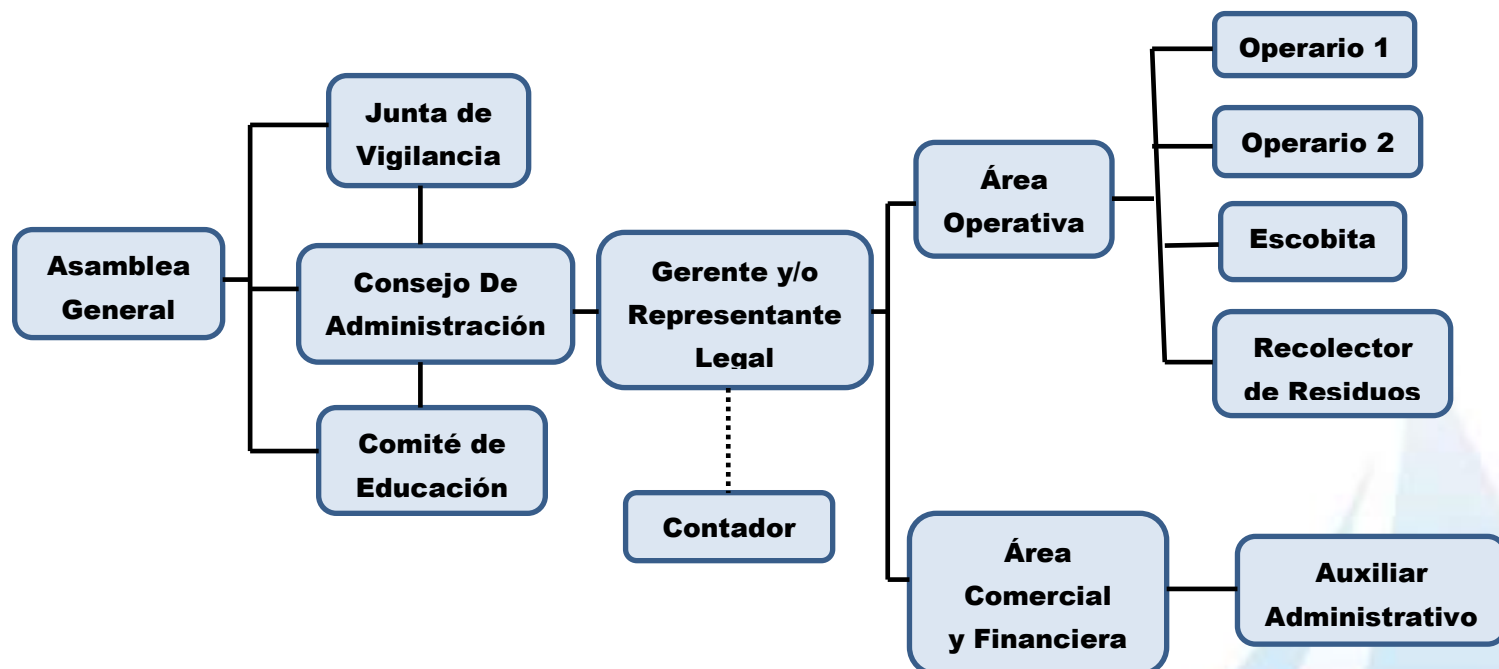 Asamblea
General
Junta de
Vigilancia
Consejo De
Administración
Comité de
Educación
Gerente y/o
Representante
Legal
Contador
Área
Operativa
Operario 1
Operario 2
Escobita
Recolector
de Residuos
Área
Comercial
y Financiera
Auxiliar
Administrativo